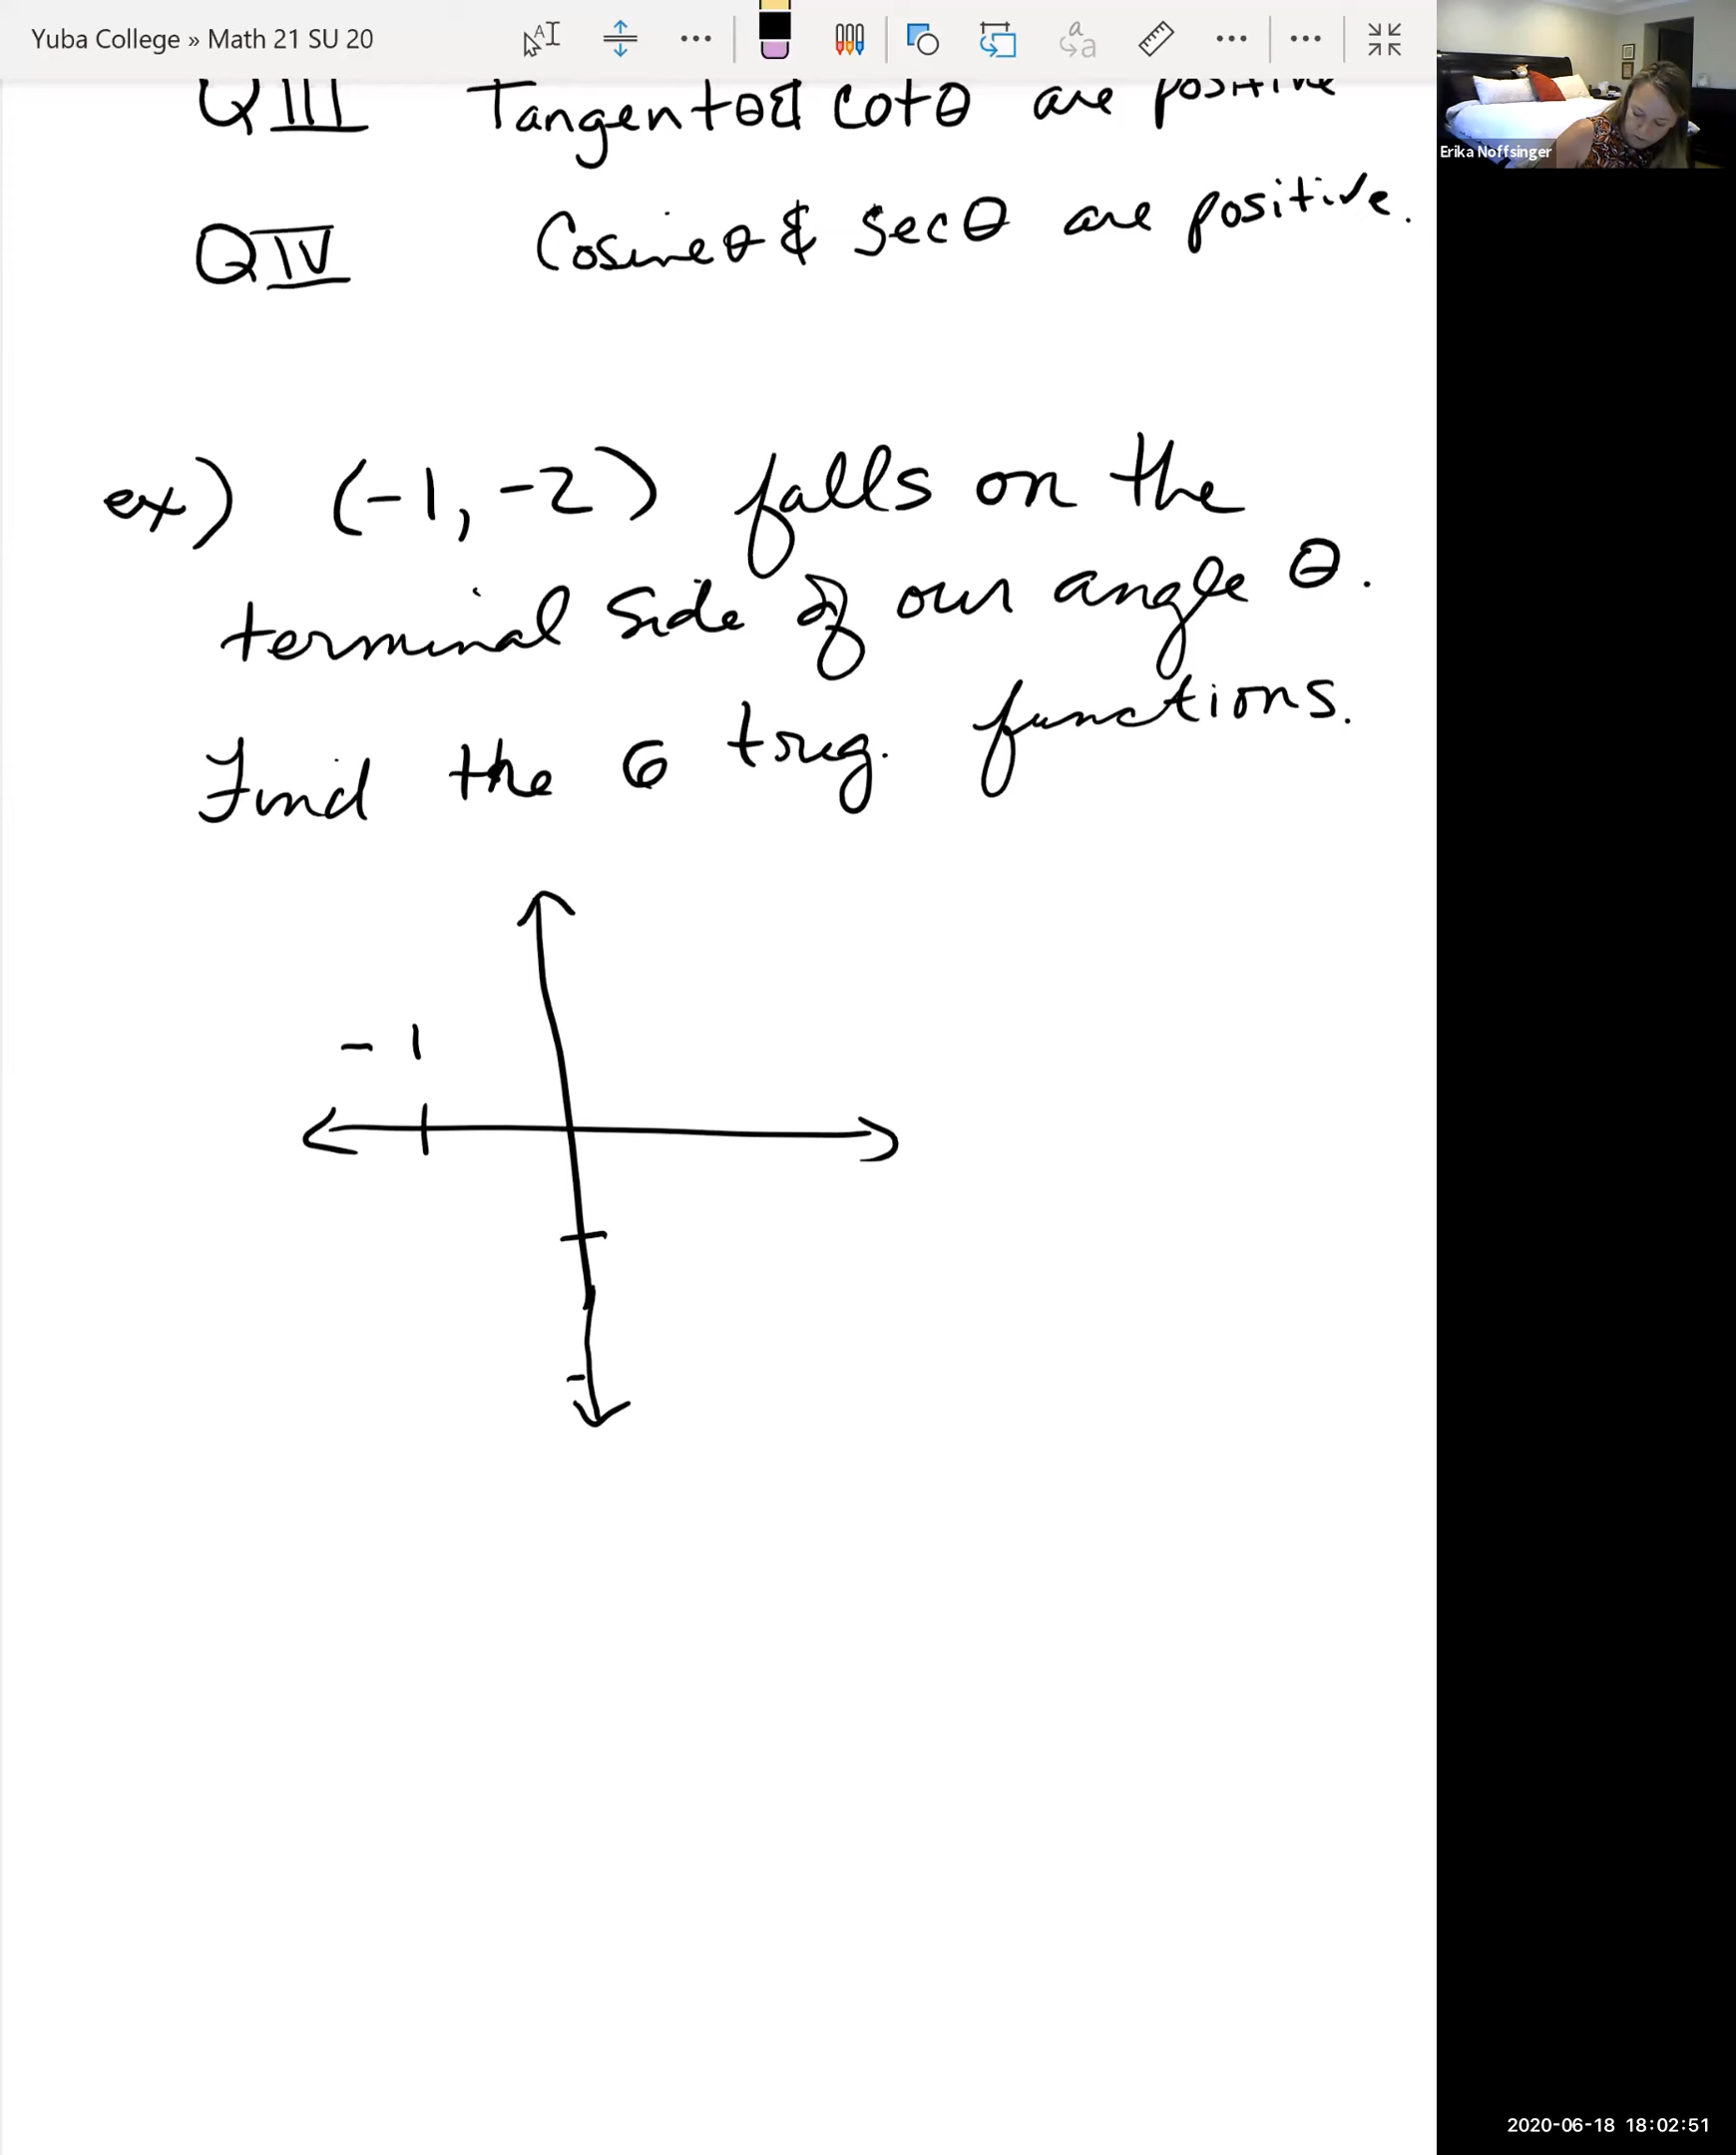 Yuba College » Math 21 SU 20
QIII Tangent θ & cot θ are positive
QIV Cosine θ & Sec θ are positive.
Erika Noffsinger
ex) (-1, -2) falls on the
terminal side of our angle θ.
Find the 6 trig. functions.
-1
2020-06-18 18:02:51